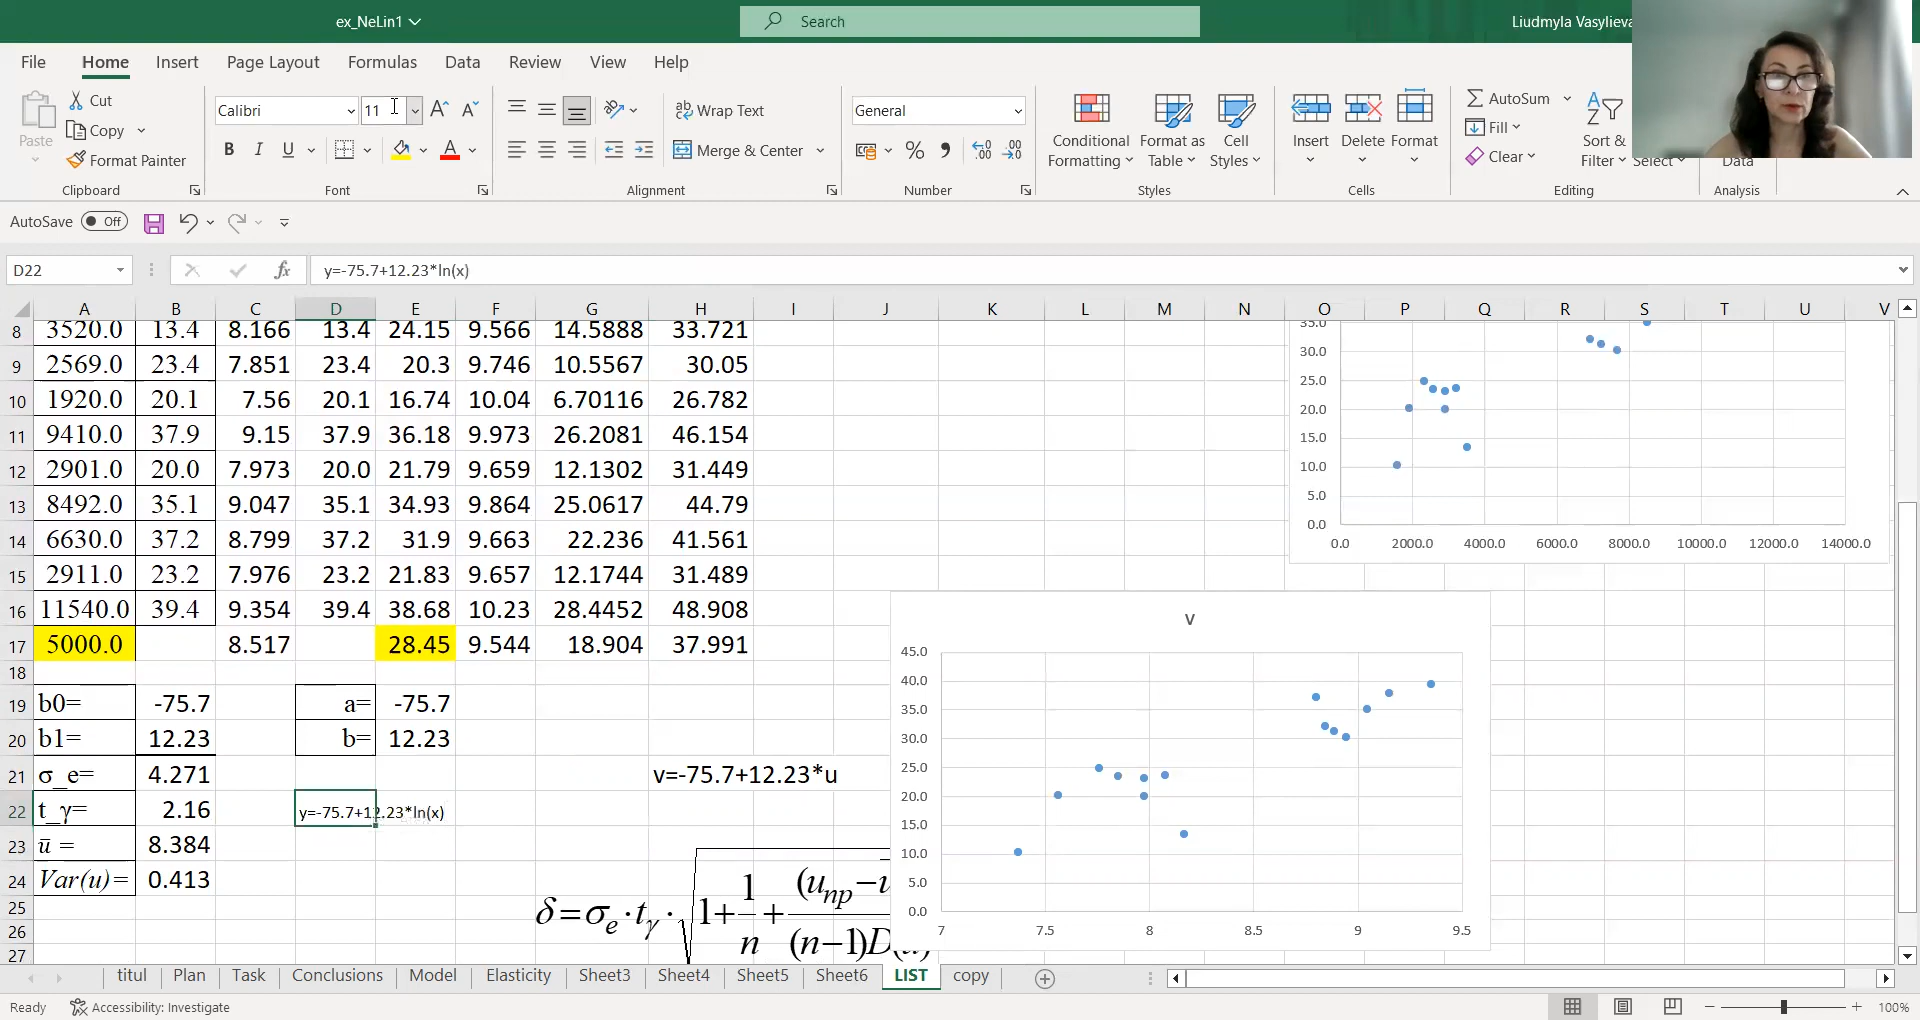 ex_NeLin1
Search
Liudmyla Vasylieva
File Home Insert Page Layout Formulas Data Review View Help
Paste
Cut
Copy
Format Painter
Clipboard
Calibri 11
B I U
Font
Wrap Text
Merge & Center
Alignment
General
Number
Conditional Formatting
Format as Table
Cell Styles
Styles
Insert
Delete
Format
Cells
AutoSum
Fill
Clear
Sort &
Filter
Select
Editing
Data
Analysis
AutoSave Off
D22
fx
y=-75.7+12.23*ln(x)
A B C D E F G H I J K L M N O P Q R S T U V
8 3520.0 13.4 8.166 13.4 24.15 9.566 14.5888 33.721
9 2569.0 23.4 7.851 23.4 20.3 9.746 10.5567 30.05
10 1920.0 20.1 7.56 20.1 16.74 10.04 6.70116 26.782
11 9410.0 37.9 9.15 37.9 36.18 9.973 26.2081 46.154
12 2901.0 20.0 7.973 20.0 21.79 9.659 12.1302 31.449
13 8492.0 35.1 9.047 35.1 34.93 9.864 25.0617 44.79
14 6630.0 37.2 8.799 37.2 31.9 9.663 22.236 41.561
15 2911.0 23.2 7.976 23.2 21.83 9.657 12.1744 31.489
16 11540.0 39.4 9.354 39.4 38.68 10.23 28.4452 48.908
17 5000.0 8.517 28.45 9.544 18.904 37.991
18
19 b0= -75.7 a= -75.7
20 b1= 12.23 b= 12.23
21 σ_e= 4.271 v=-75.7+12.23*u
22 t_γ= 2.16 y=-75.7+12.23*ln(x)
23 ū = 8.384
24 Var(u)= 0.413
25
26
27
δ=σe·tγ·√1+1/n+(uпр−u
(n−1)D(u)
35.0
30.0
25.0
20.0
15.0
10.0
5.0
0.0
0.0 2000.0 4000.0 6000.0 8000.0 10000.0 12000.0 14000.0
v
45.0
40.0
35.0
30.0
25.0
20.0
15.0
10.0
5.0
0.0
7 7.5 8 8.5 9 9.5
titul Plan Task Conclusions Model Elasticity Sheet3 Sheet4 Sheet5 Sheet6 LIST copy
Ready
Accessibility: Investigate
100%